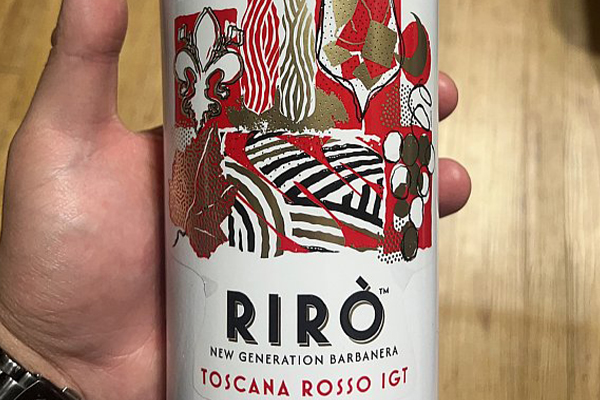 RIRÒ™
NEW GENERATION BARBANERA
TOSCANA ROSSO IGT